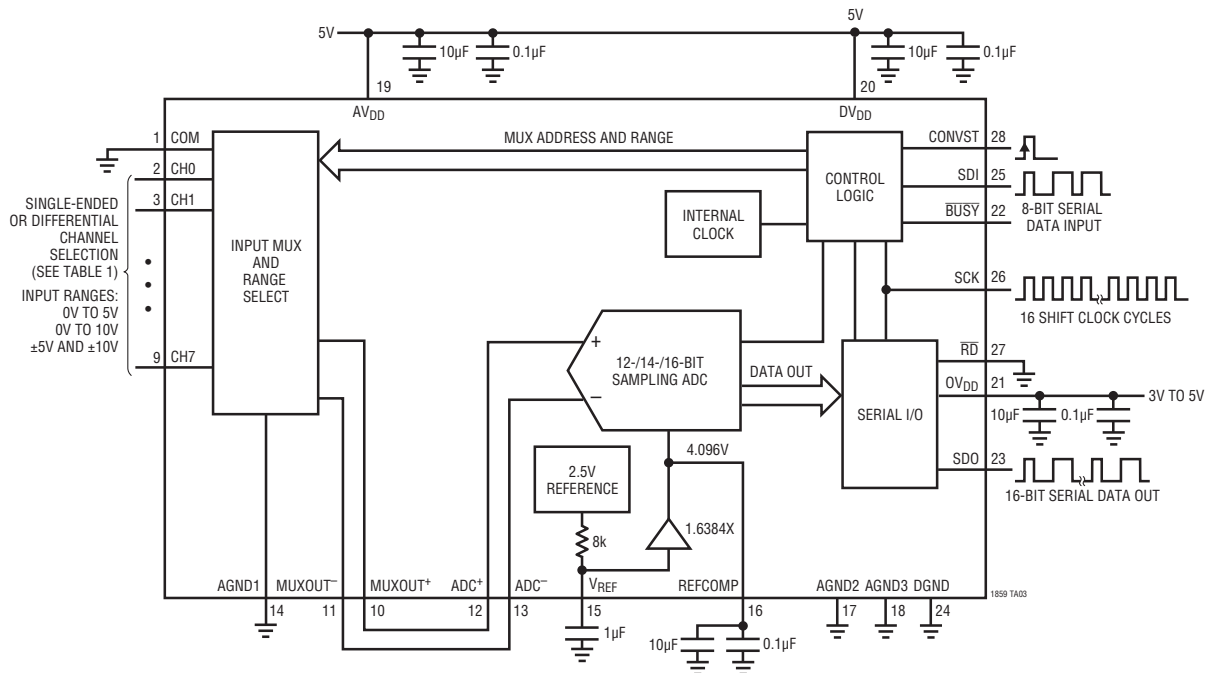 5V
5V
10µF
0.1µF
10µF
0.1µF
19
20
AVDD
DVDD
1
COM
MUX ADDRESS AND RANGE
CONVST
28
2
CH0
3
CH1
SDI
25
SINGLE-ENDED
OR DIFFERENTIAL
CHANNEL
SELECTION
(SEE TABLE 1)
INPUT RANGES:
0V TO 5V
0V TO 10V
±5V AND ±10V
INPUT MUX
AND
RANGE
SELECT
INTERNAL
CLOCK
CONTROL
LOGIC
BUSY
22
8-BIT SERIAL
DATA INPUT
SCK
26
16 SHIFT CLOCK CYCLES
9
CH7
+
–
12-/14-/16-BIT
SAMPLING ADC
DATA OUT
SERIAL I/O
RD
27
OVDD
21
3V TO 5V
10µF
0.1µF
4.096V
2.5V
REFERENCE
SDO
23
16-BIT SERIAL DATA OUT
1.6384X
8k
AGND1
MUXOUT–
MUXOUT+
ADC+
ADC–
VREF
REFCOMP
AGND2
AGND3
DGND
1859 TA03
14
11
10
12
13
15
16
17
18
24
1µF
10µF
0.1µF